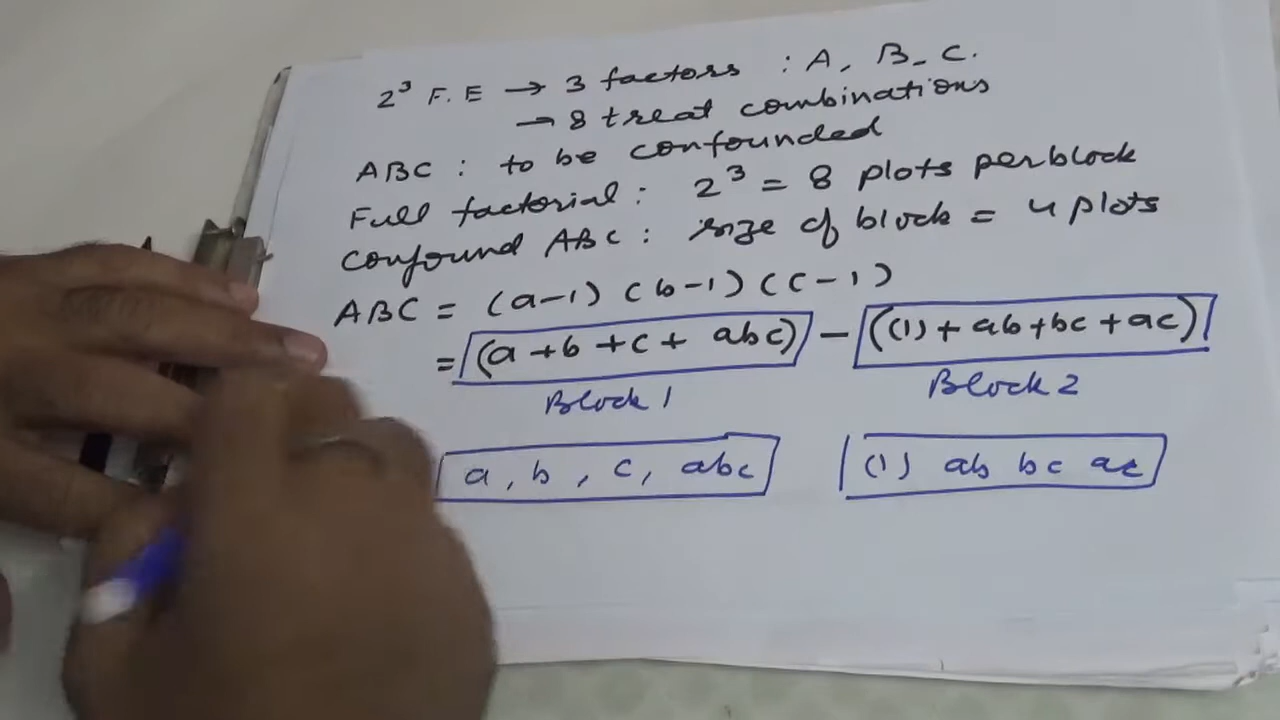 2³ F.E → 3 factors : A, B, C.
→ 8 treat combinations
ABC : to be confounded
Full factorial : 2³ = 8 plots per block
Confound ABC : size of block = 4 plots
ABC = (a-1) (b-1) (c-1)
= (a+b+c+ abc) - ((1)+ab+bc+ac)
Block 1 Block 2
a, b, c, abc (1) ab bc ac